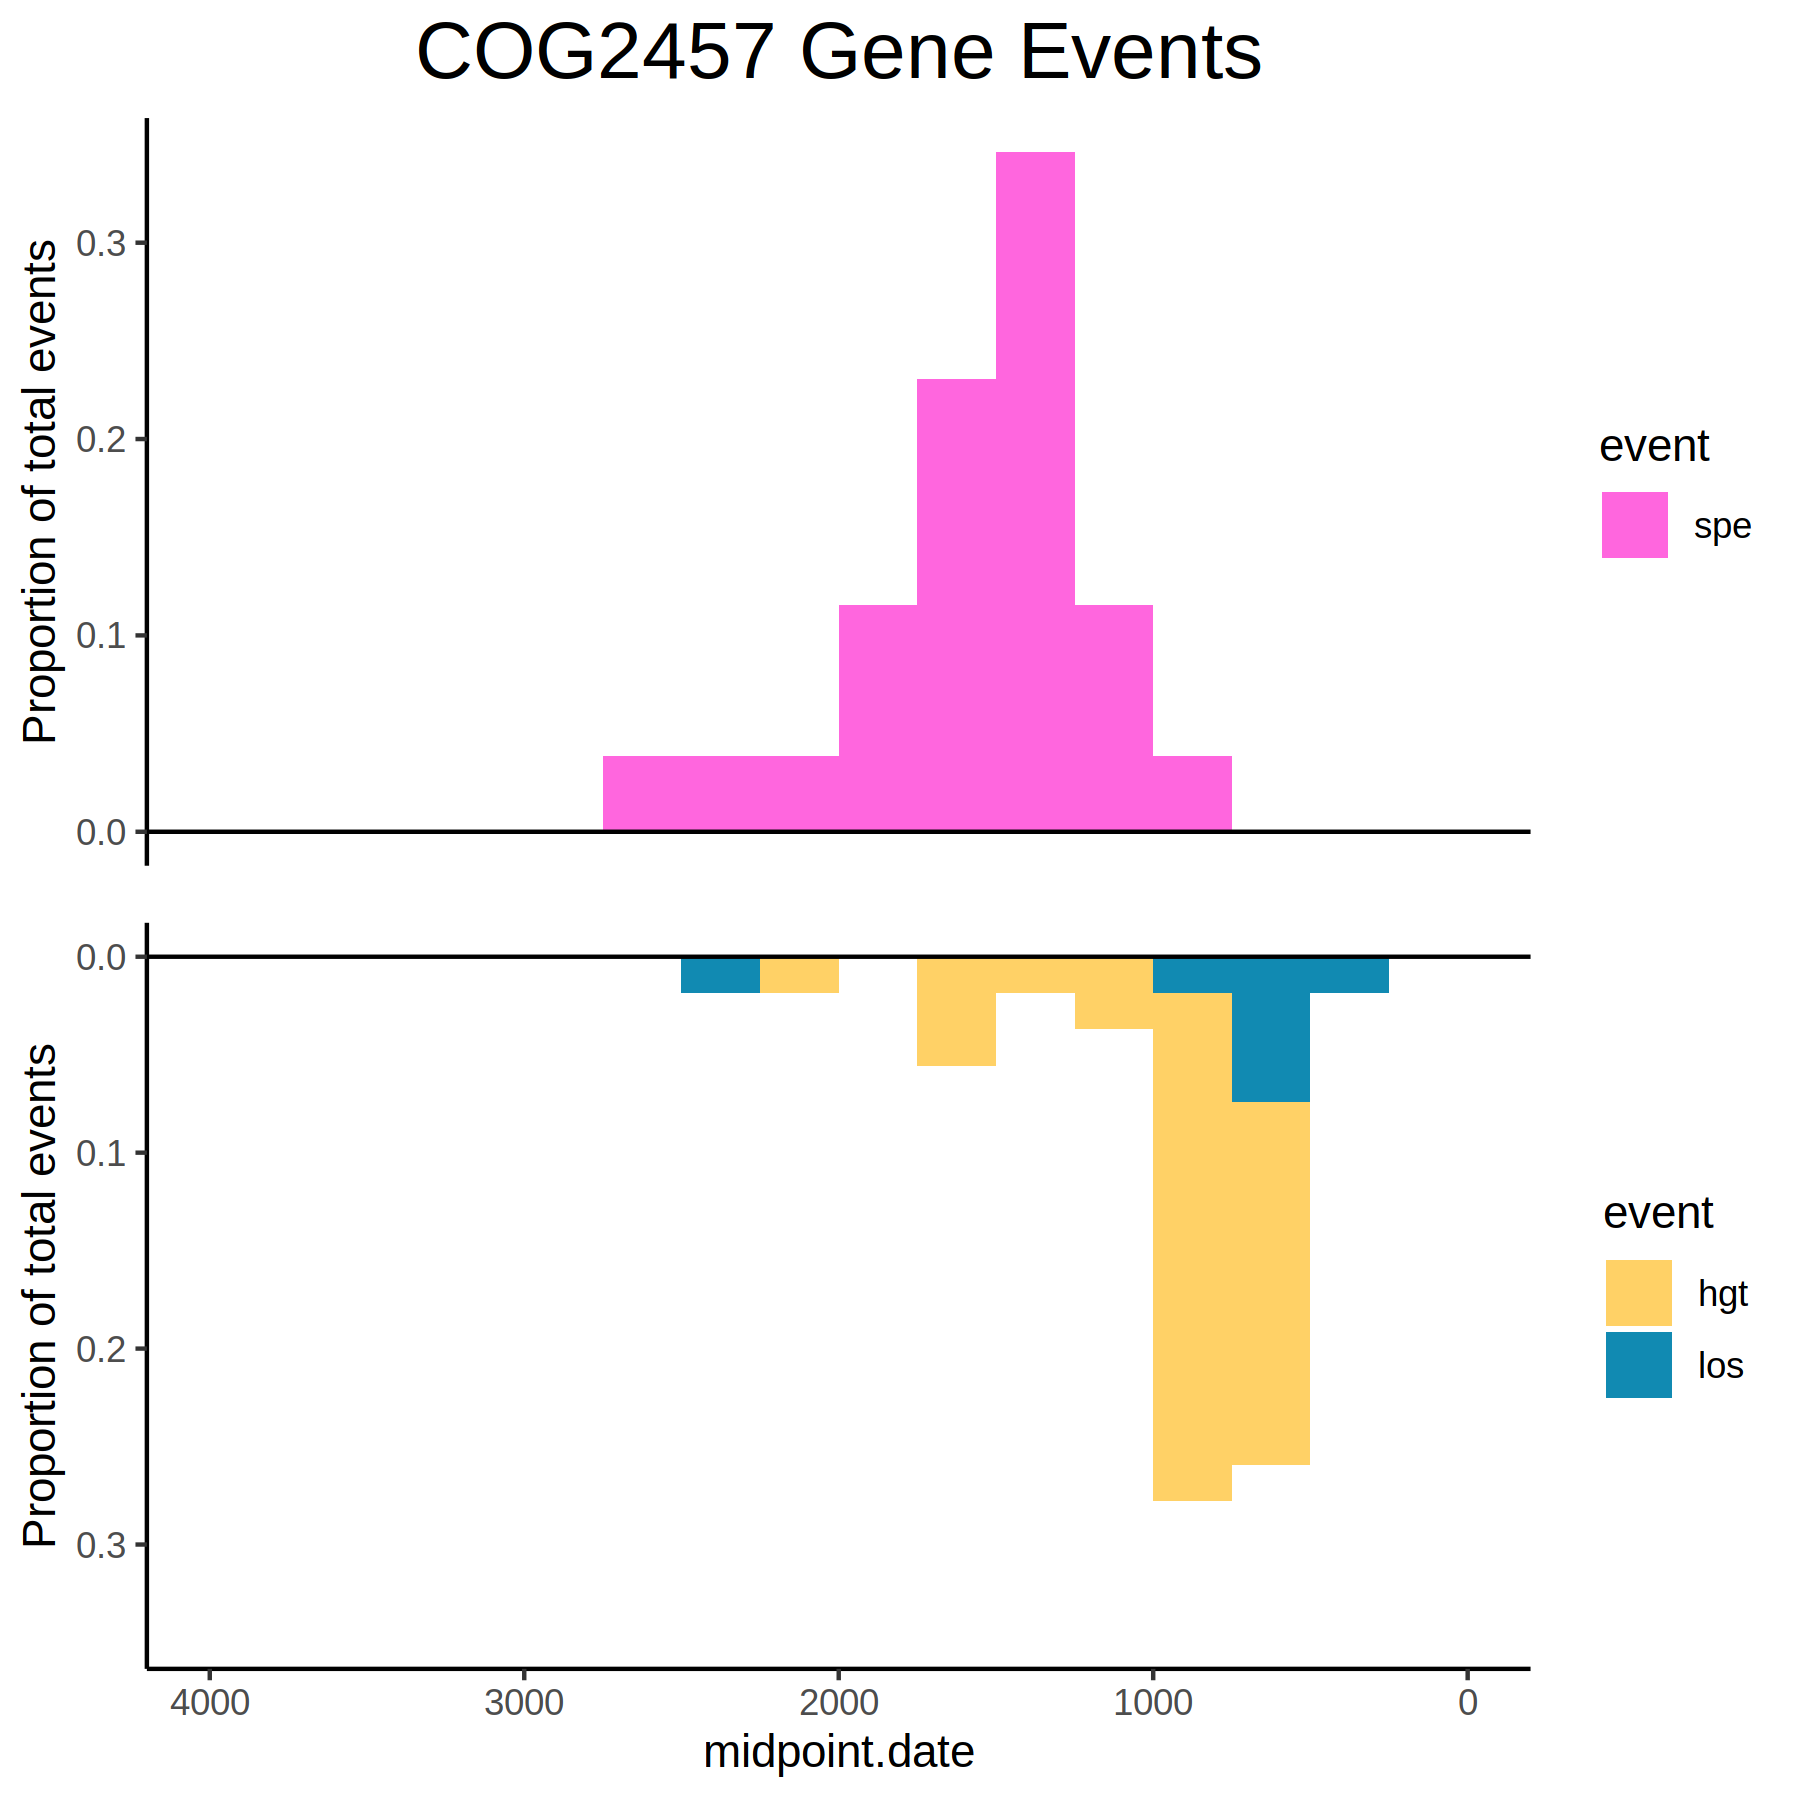 COG2457 Gene Events
Proportion of total events
0.3
0.2
0.1
0.0
event
spe
Proportion of total events
0.0
0.1
0.2
0.3
event
hgt
los
4000 3000 2000 1000 0
midpoint.date